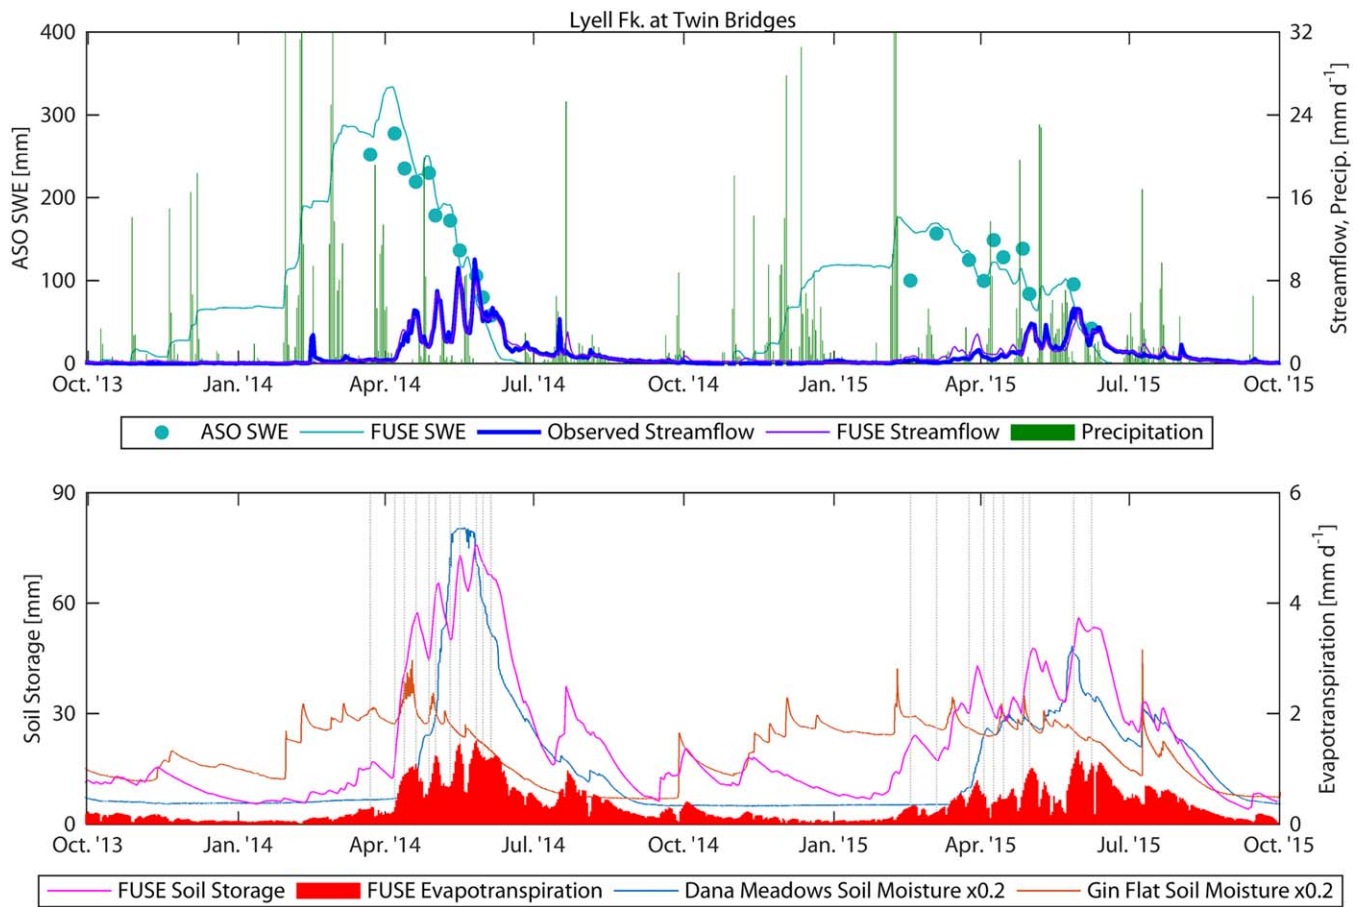 Lyell Fk. at Twin Bridges
400
300
200
100
0
ASO SWE [mm]
32
24
16
8
0
Streamflow, Precip. [mm d⁻¹]
Oct. '13 Jan. '14 Apr. '14 Jul. '14 Oct. '14 Jan. '15 Apr. '15 Jul. '15 Oct. '15
ASO SWE FUSE SWE Observed Streamflow FUSE Streamflow Precipitation
90
60
30
0
Soil Storage [mm]
6
4
2
0
Evapotranspiration [mm d⁻¹]
Oct. '13 Jan. '14 Apr. '14 Jul. '14 Oct. '14 Jan. '15 Apr. '15 Jul. '15 Oct. '15
FUSE Soil Storage FUSE Evapotranspiration Dana Meadows Soil Moisture x0.2 Gin Flat Soil Moisture x0.2